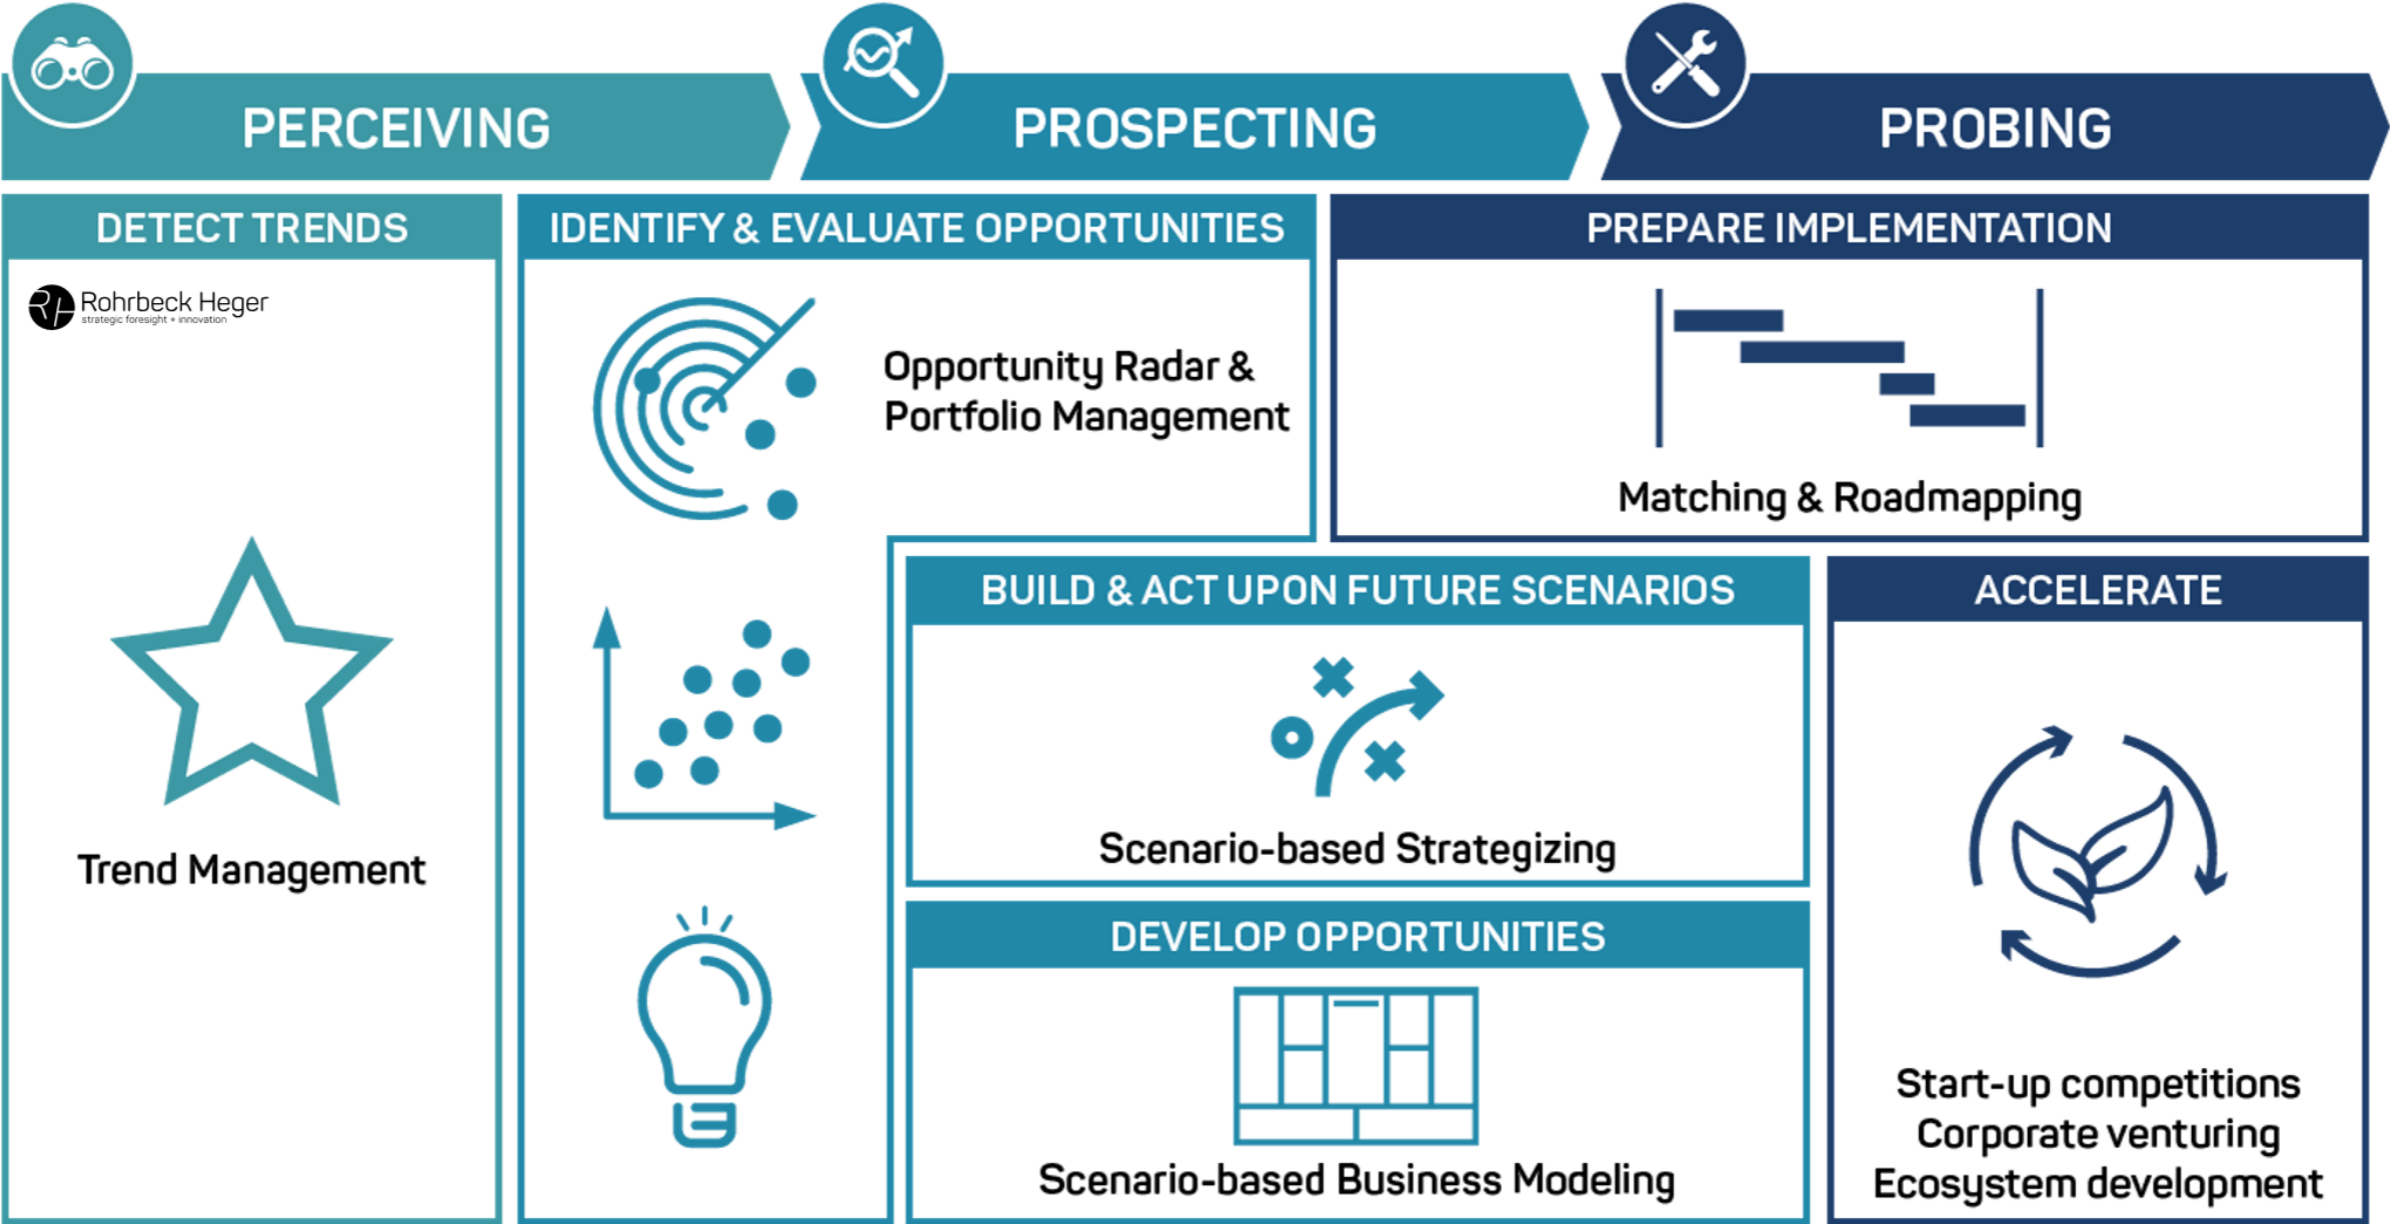 PERCEIVING
PROSPECTING
PROBING
DETECT TRENDS
Rohrbeck Heger
strategic foresight + innovation
Trend Management
IDENTIFY & EVALUATE OPPORTUNITIES
Opportunity Radar &
Portfolio Management
PREPARE IMPLEMENTATION
Matching & Roadmapping
BUILD & ACT UPON FUTURE SCENARIOS
Scenario-based Strategizing
DEVELOP OPPORTUNITIES
Scenario-based Business Modeling
ACCELERATE
Start-up competitions
Corporate venturing
Ecosystem development